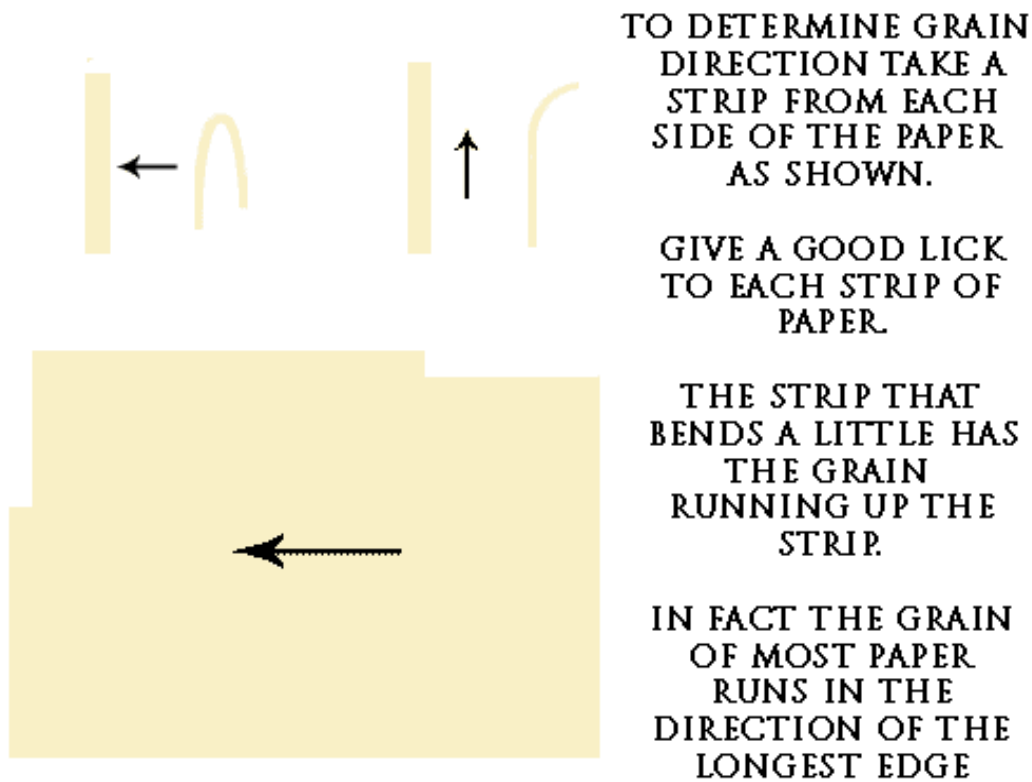 TO DETERMINE GRAIN
DIRECTION TAKE A
STRIP FROM EACH
SIDE OF THE PAPER
AS SHOWN.
GIVE A GOOD LICK
TO EACH STRIP OF
PAPER.
THE STRIP THAT
BENDS A LITTLE HAS
THE GRAIN
RUNNING UP THE
STRIP.
IN FACT THE GRAIN
OF MOST PAPER
RUNS IN THE
DIRECTION OF THE
LONGEST EDGE